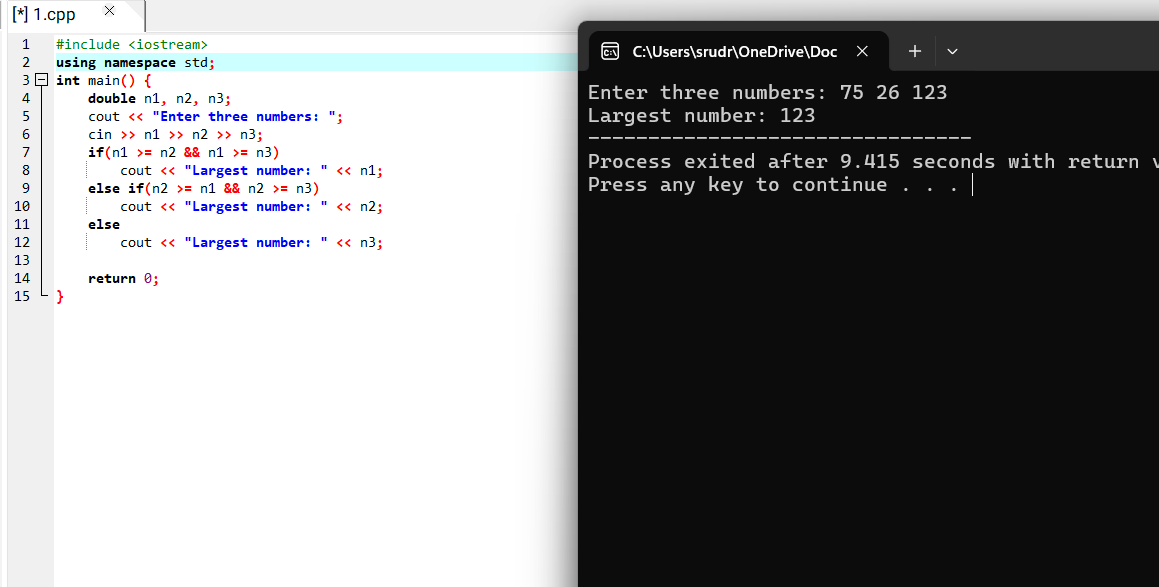 [*] 1.cpp
1 #include <iostream>
2 using namespace std;
3 int main() {
4 double n1, n2, n3;
5 cout << "Enter three numbers: ";
6 cin >> n1 >> n2 >> n3;
7 if(n1 >= n2 && n1 >= n3)
8 cout << "Largest number: " << n1;
9 else if(n2 >= n1 && n2 >= n3)
10 cout << "Largest number: " << n2;
11 else
12 cout << "Largest number: " << n3;
13
14 return 0;
15 }
C:\Users\srudr\OneDrive\Doc
Enter three numbers: 75 26 123
Largest number: 123
--------------------------------
Process exited after 9.415 seconds with return
Press any key to continue . . .